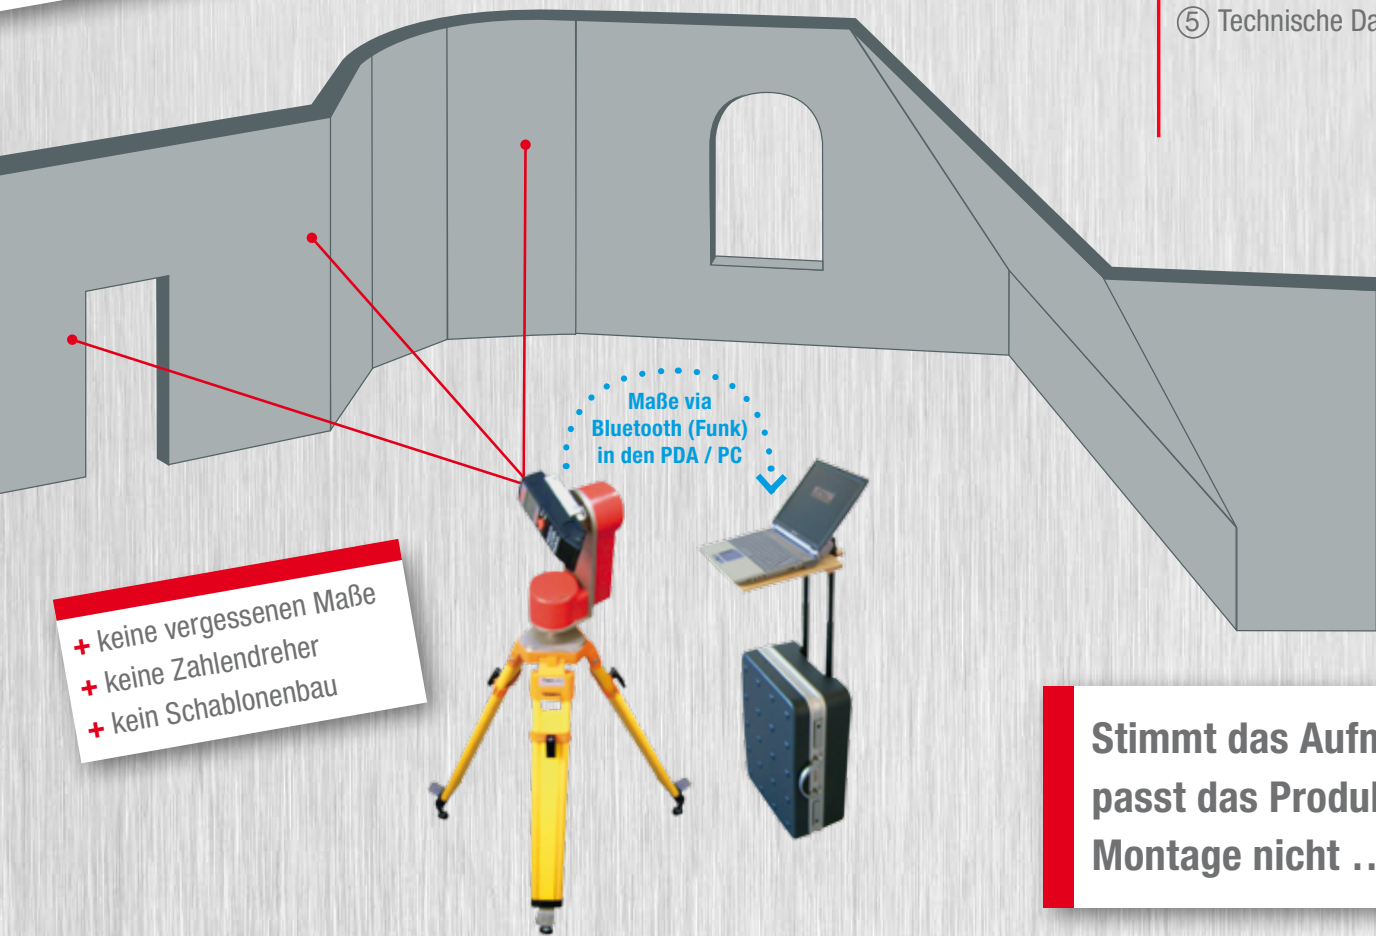 ⑤ Technische Da
Maße via
Bluetooth (Funk)
in den PDA / PC
+ keine vergessenen Maße
+ keine Zahlendreher
+ kein Schablonenbau
Stimmt das Aufn
passt das Produk
Montage nicht …